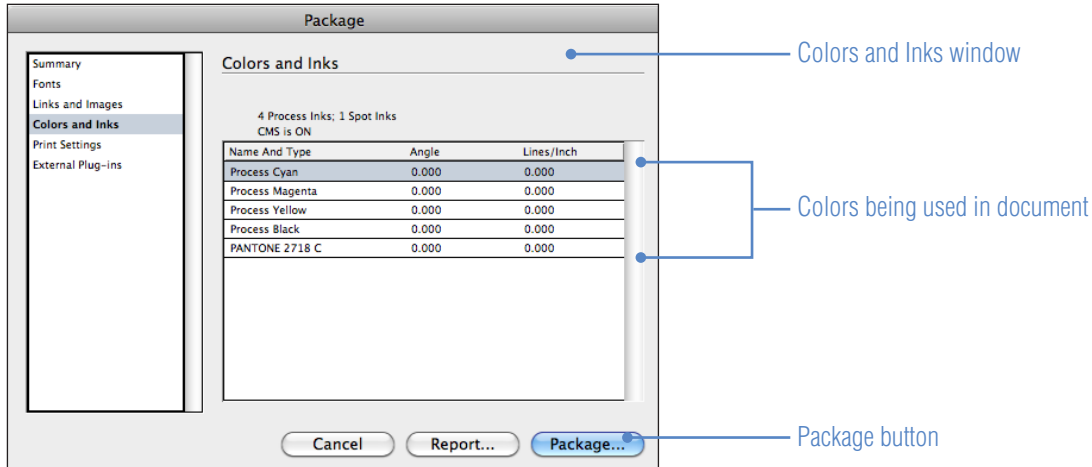 Package
Summary
Fonts
Links and Images
Colors and Inks
Print Settings
External Plug-ins
Colors and Inks
4 Process Inks; 1 Spot Inks
CMS is ON
Name And Type Angle Lines/Inch
Process Cyan 0.000 0.000
Process Magenta 0.000 0.000
Process Yellow 0.000 0.000
Process Black 0.000 0.000
PANTONE 2718 C 0.000 0.000
Cancel Report... Package...
Colors and Inks window
Colors being used in document
Package button